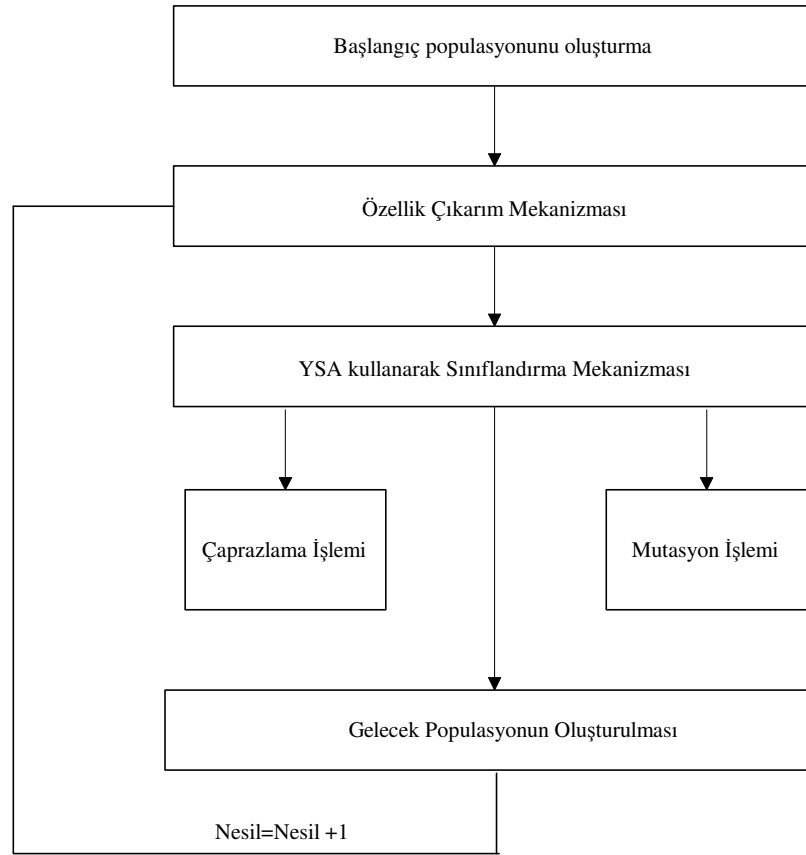 Başlangıç populasyonunu oluşturma
Özellik Çıkarım Mekanizması
YSA kullanarak Sınıflandırma Mekanizması
Çaprazlama İşlemi
Mutasyon İşlemi
Gelecek Populasyonun Oluşturulması
Nesil=Nesil +1